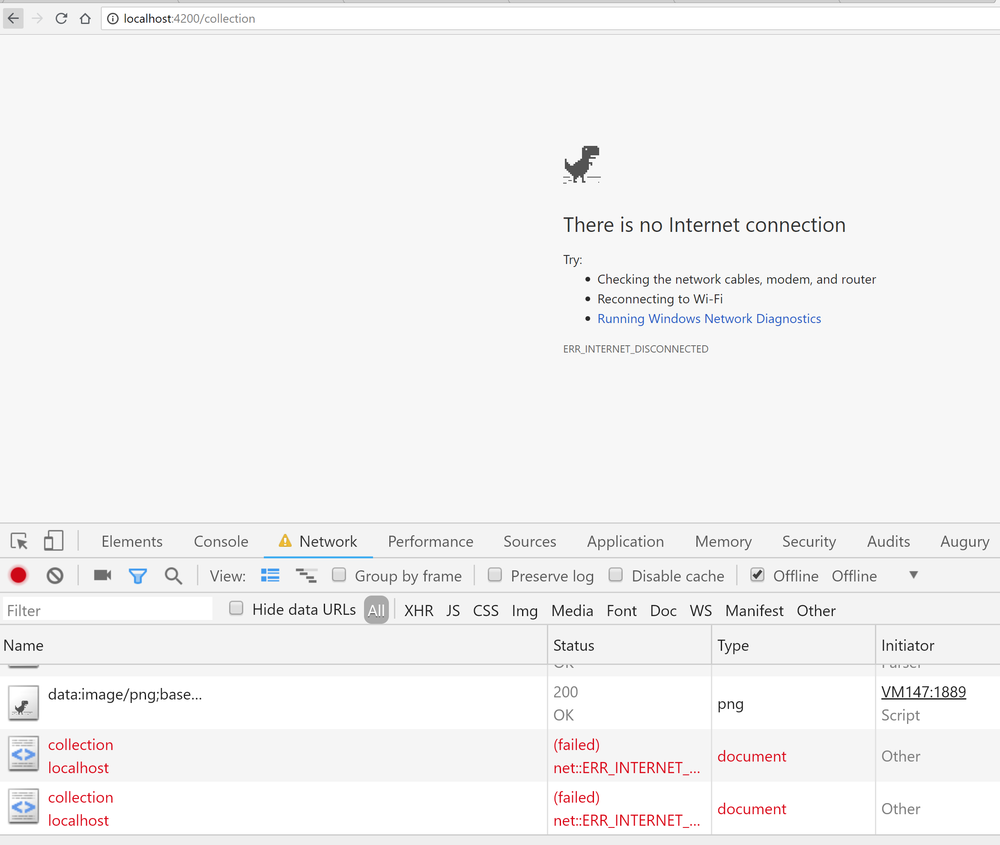 localhost:4200/collection
There is no Internet connection
Try:
Checking the network cables, modem, and router
Reconnecting to Wi-Fi
Running Windows Network Diagnostics
ERR_INTERNET_DISCONNECTED
Elements Console Network Performance Sources Application Memory Security Audits Augury
View: Group by frame Preserve log Disable cache Offline Offline
Filter Hide data URLs All XHR JS CSS Img Media Font Doc WS Manifest Other
Name Status Type Initiator
data:image/png;base... 200 OK png VM147:1889 Script
collection localhost (failed) net::ERR_INTERNET_... document Other
collection localhost (failed) net::ERR_INTERNET_... document Other